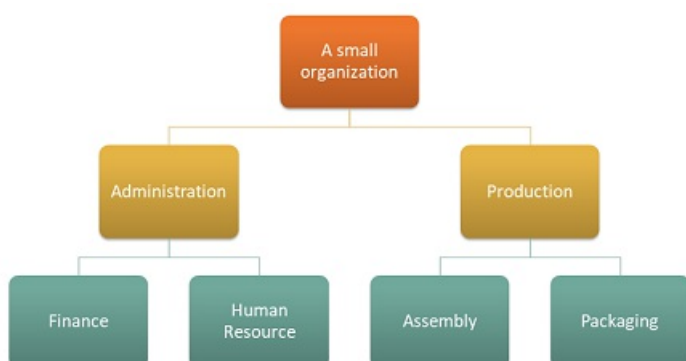 A small
organization
Administration
Production
Finance
Human
Resource
Assembly
Packaging